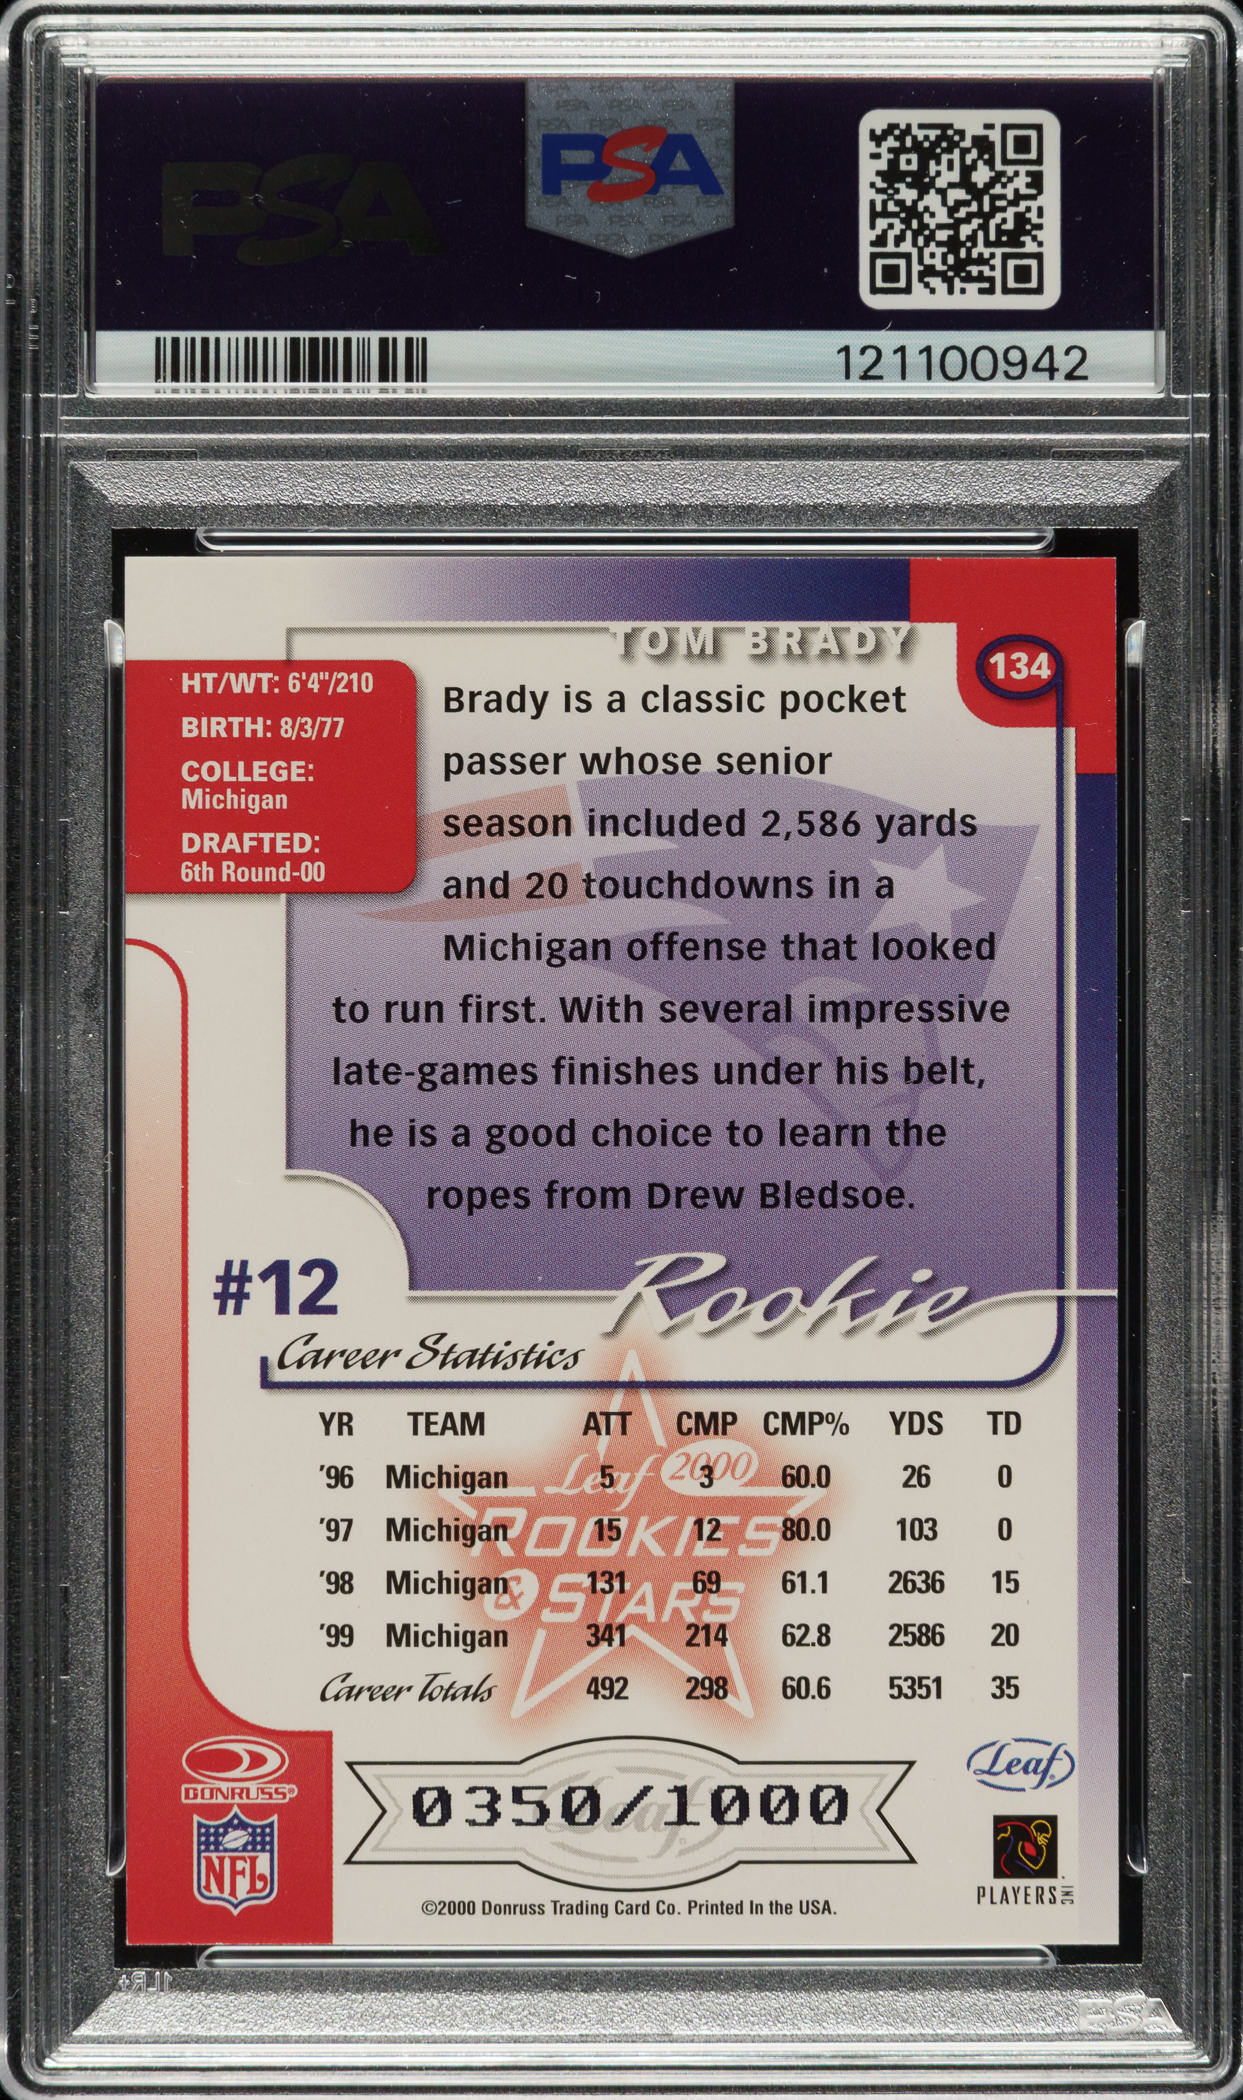 PSA
PSA
121100942
TOM BRADY
134
HT/WT: 6'4"/210
BIRTH: 8/3/77
COLLEGE:
Michigan
DRAFTED:
6th Round-00
Brady is a classic pocket
passer whose senior
season included 2,586 yards
and 20 touchdowns in a
Michigan offense that looked
to run first. With several impressive
late-games finishes under his belt,
he is a good choice to learn the
ropes from Drew Bledsoe.
#12
Rookie
Career Statistics
YR TEAM ATT CMP CMP% YDS TD
'96 Michigan 5 3 60.0 26 0
'97 Michigan 15 12 80.0 103 0
'98 Michigan 131 69 61.1 2636 15
'99 Michigan 341 214 62.8 2586 20
Career Totals 492 298 60.6 5351 35
Leaf 2000
ROOKIES
& STARS
DONRUSS®
NFL
0350/1000
Leaf
Leaf
PLAYERS INC
©2000 Donruss Trading Card Co. Printed In the USA.
PSA